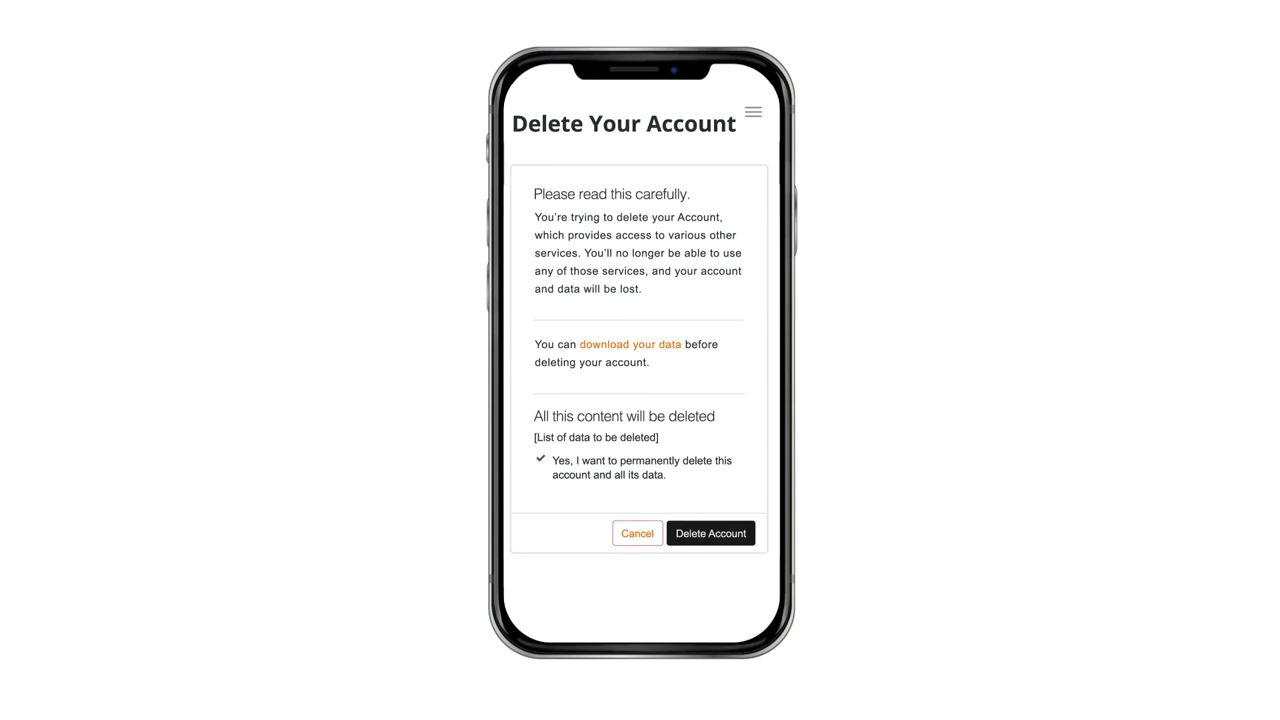 Delete Your Account
Please read this carefully.
You’re trying to delete your Account,
which provides access to various other
services. You’ll no longer be able to use
any of those services, and your account
and data will be lost.
You can download your data before
deleting your account.
All this content will be deleted
[List of data to be deleted]
Yes, I want to permanently delete this
account and all its data.
Cancel Delete Account